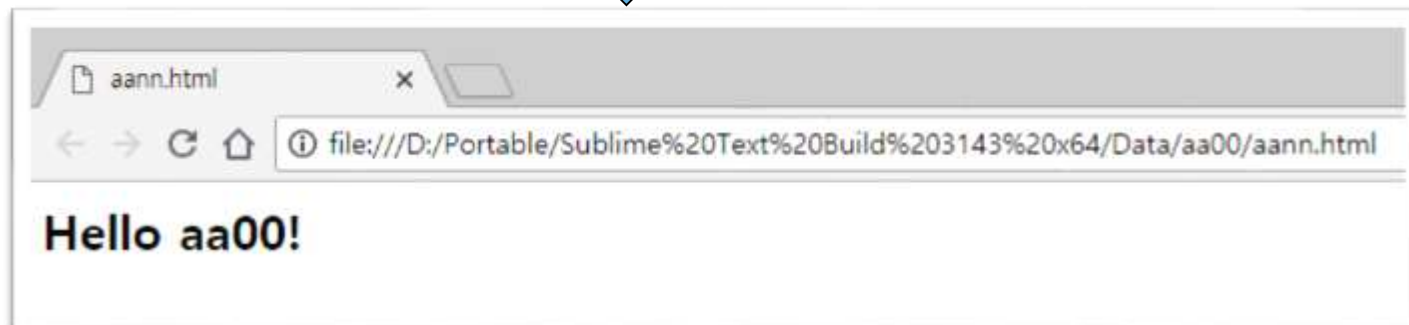 aann.html
file:///D:/Portable/Sublime%20Text%20Build%203143%20x64/Data/aa00/aann.html
Hello aa00!